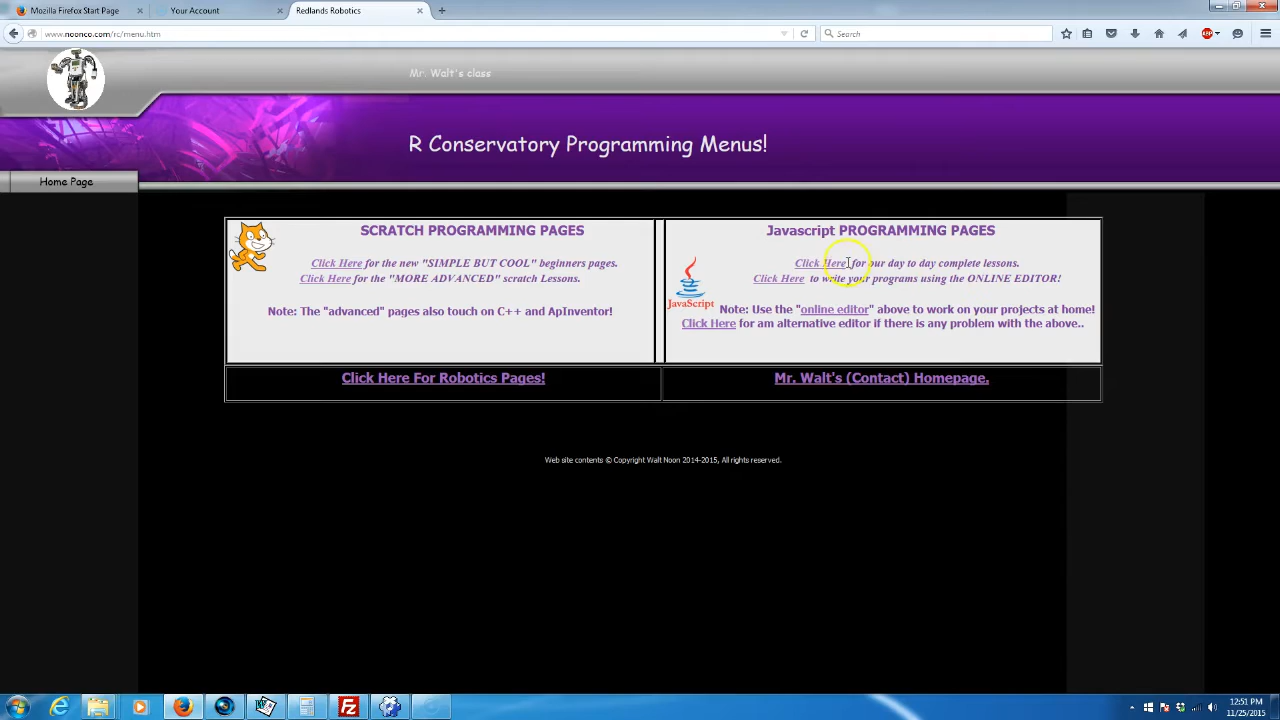 Mozilla Firefox Start Page
Your Account
Redlands Robotics
www.noonco.com/rc/menu.htm
Search
ABP
Mr. Walt's class
R Conservatory Programming Menus!
Home Page
SCRATCH PROGRAMMING PAGES
Click Here for the new "SIMPLE BUT COOL" beginners pages.
Click Here for the "MORE ADVANCED" scratch Lessons.
Note: The "advanced" pages also touch on C++ and ApInventor!
Javascript PROGRAMMING PAGES
Click Here for our day to day complete lessons.
Click Here to write your programs using the ONLINE EDITOR!
JavaScript
Note: Use the "online editor" above to work on your projects at home!
Click Here for am alternative editor if there is any problem with the above..
Click Here For Robotics Pages!
Mr. Walt's (Contact) Homepage.
Web site contents © Copyright Walt Noon 2014-2015, All rights reserved.
12:51 PM
11/25/2015